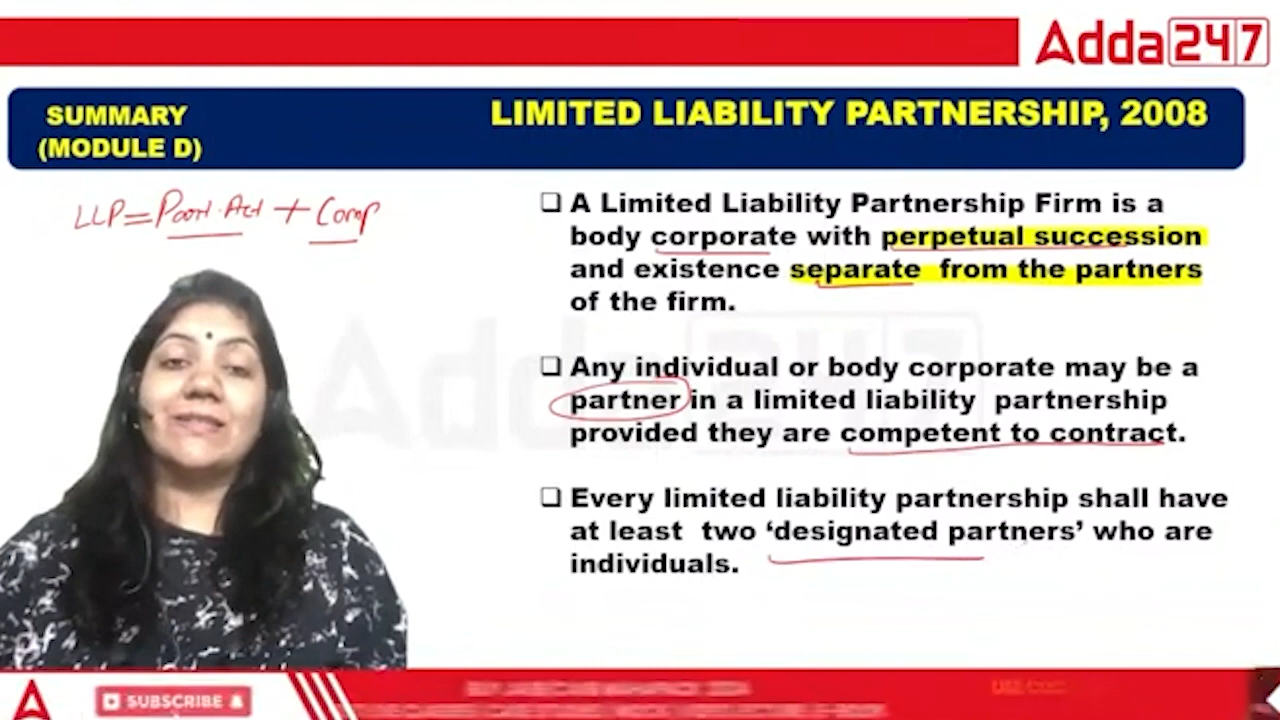 Adda247
SUMMARY
(MODULE D)
LIMITED LIABILITY PARTNERSHIP, 2008
LLP = Part. Act + Comp
❑ A Limited Liability Partnership Firm is a
body corporate with perpetual succession
and existence separate from the partners
of the firm.
❑ Any individual or body corporate may be a
partner in a limited liability partnership
provided they are competent to contract.
❑ Every limited liability partnership shall have
at least two ‘designated partners’ who are
individuals.
Adda247
SUBSCRIBE